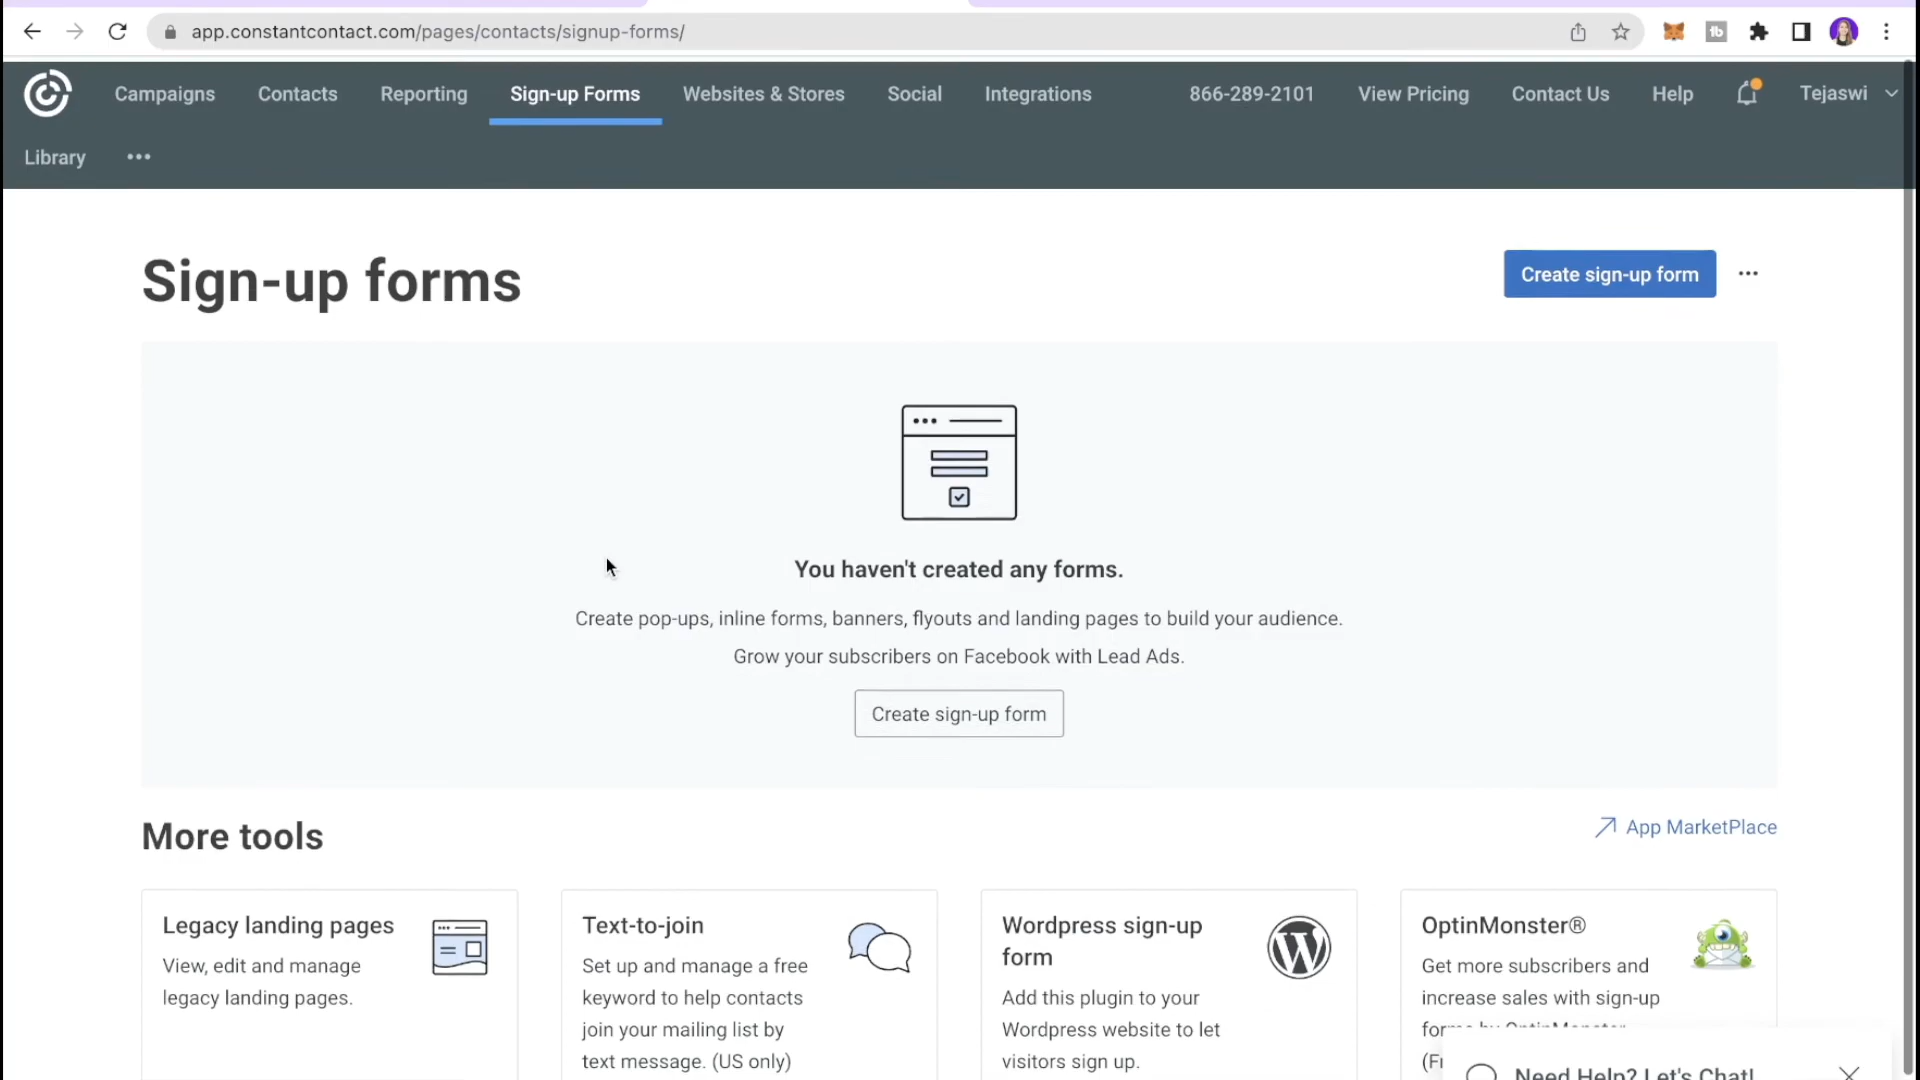 app.constantcontact.com/pages/contacts/signup-forms/
Campaigns Contacts Reporting Sign-up Forms Websites & Stores Social Integrations 866-289-2101 View Pricing Contact Us Help Tejaswi
Library
Sign-up forms
Create sign-up form
You haven't created any forms.
Create pop-ups, inline forms, banners, flyouts and landing pages to build your audience.
Grow your subscribers on Facebook with Lead Ads.
Create sign-up form
More tools
App MarketPlace
Legacy landing pages
View, edit and manage
legacy landing pages.
Text-to-join
Set up and manage a free
keyword to help contacts
join your mailing list by
text message. (US only)
Wordpress sign-up
form
Add this plugin to your
Wordpress website to let
visitors sign up.
OptinMonster®
Get more subscribers and
increase sales with sign-up
Need Help? Let's Chat!